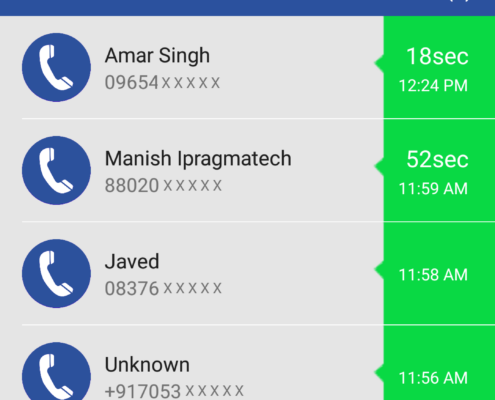 Amar Singh
18sec
09654xxxxx
12:24 PM
Manish Ipragmatech
52sec
88020xxxxx
11:59 AM
Javed
08376xxxxx
11:58 AM
Unknown
+917053xxxxx
11:56 AM